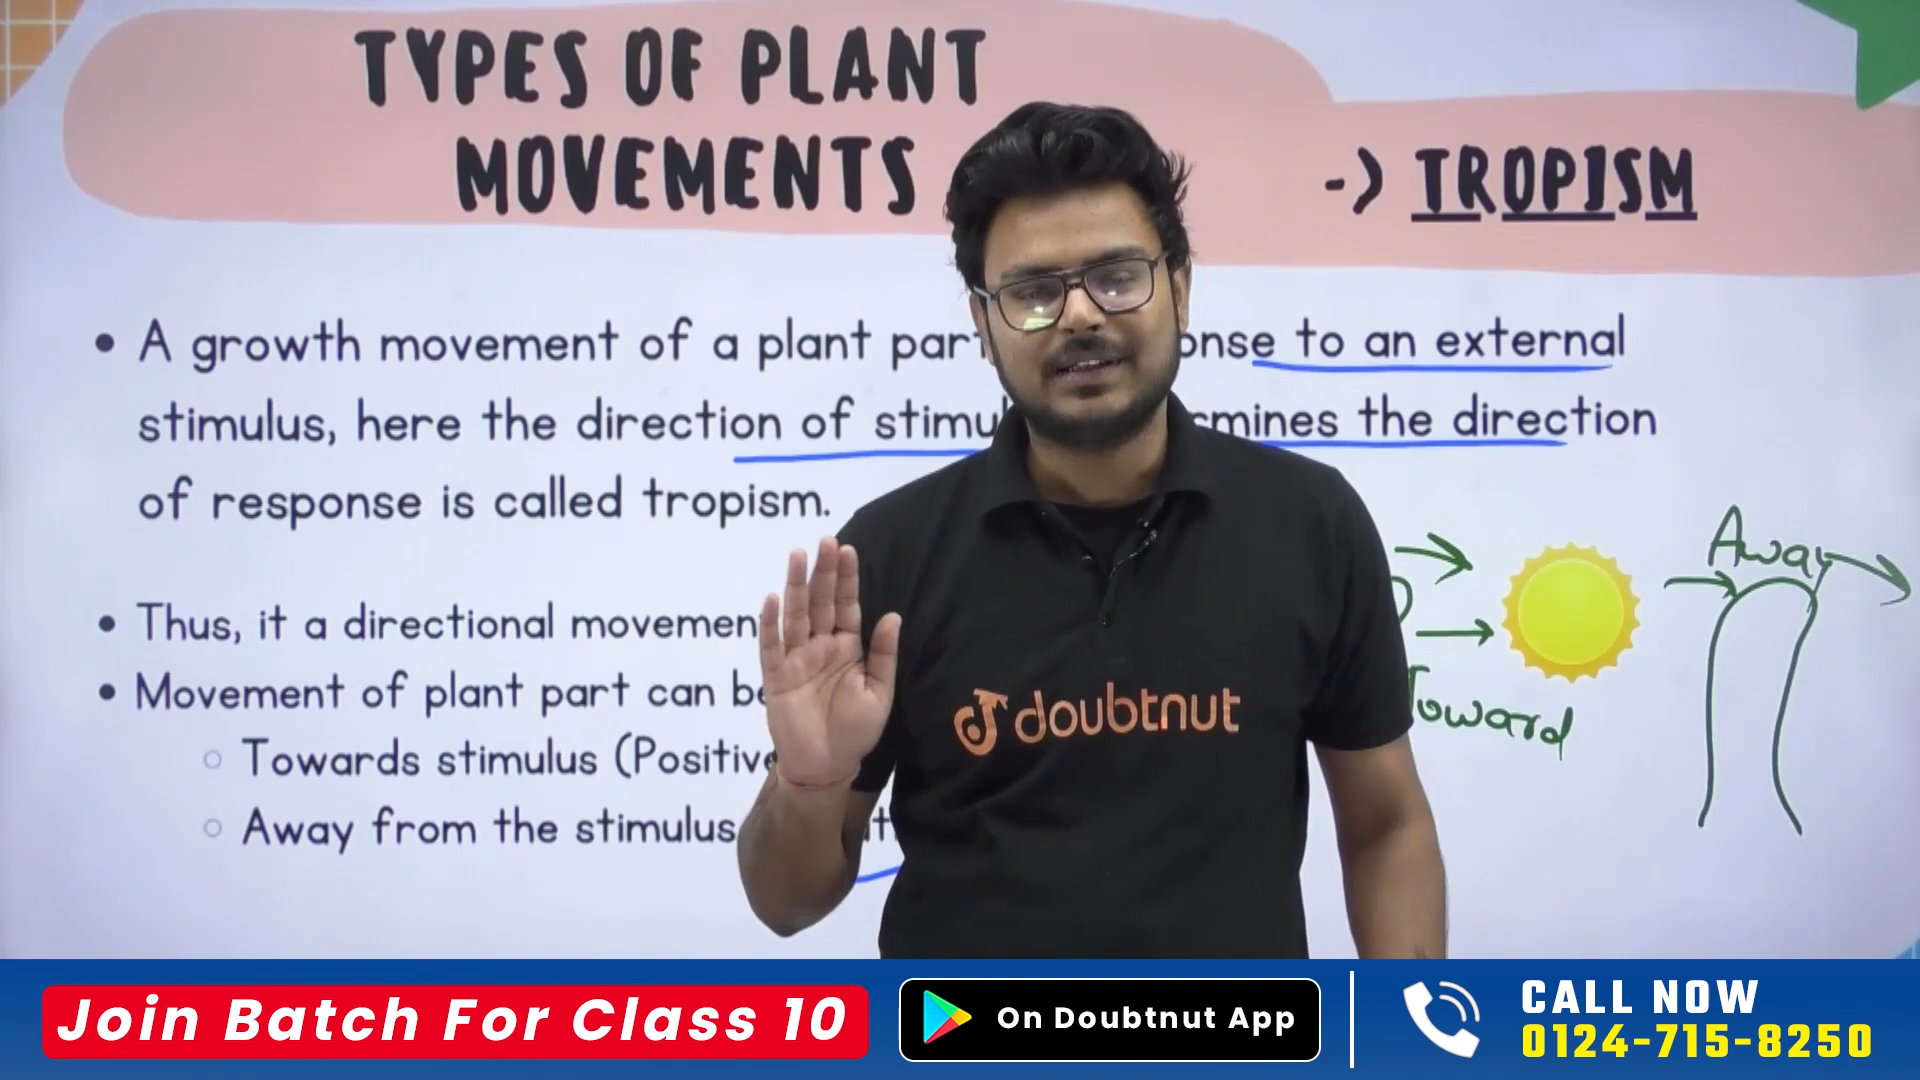 TYPES OF PLANT
MOVEMENTS
-> TROPISM
• A growth movement of a plant part onse to an external
stimulus, here the direction of stimul rmines the direction
of response is called tropism.
• Thus, it a directional movemen
• Movement of plant part can be
○ Towards stimulus (Positive
○ Away from the stimulus
Away
Toward
doubtnut
Join Batch For Class 10
On Doubtnut App
CALL NOW
0124-715-8250